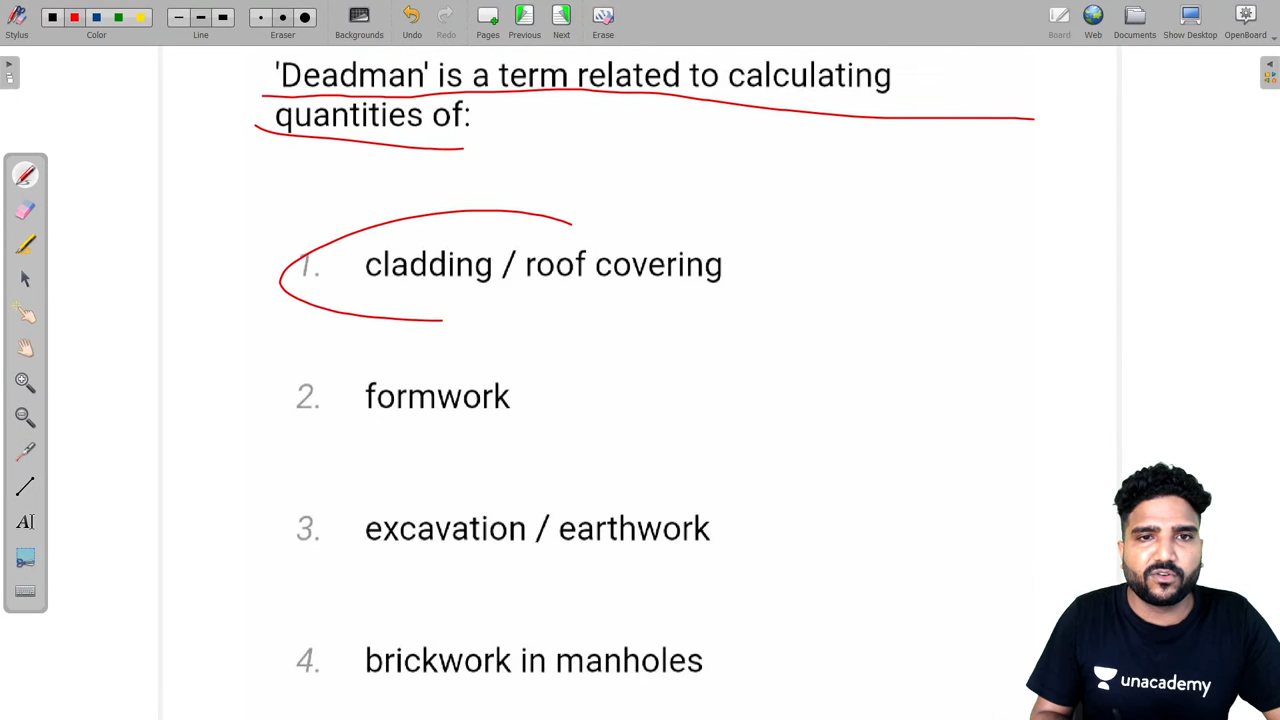 Stylus
Color
Line
Eraser
Backgrounds
Undo
Redo
Pages
Previous
Next
Erase
Board
Web
Documents
Show Desktop
OpenBoard
'Deadman' is a term related to calculating
quantities of:
1. cladding / roof covering
2. formwork
3. excavation / earthwork
4. brickwork in manholes
AI
unacademy